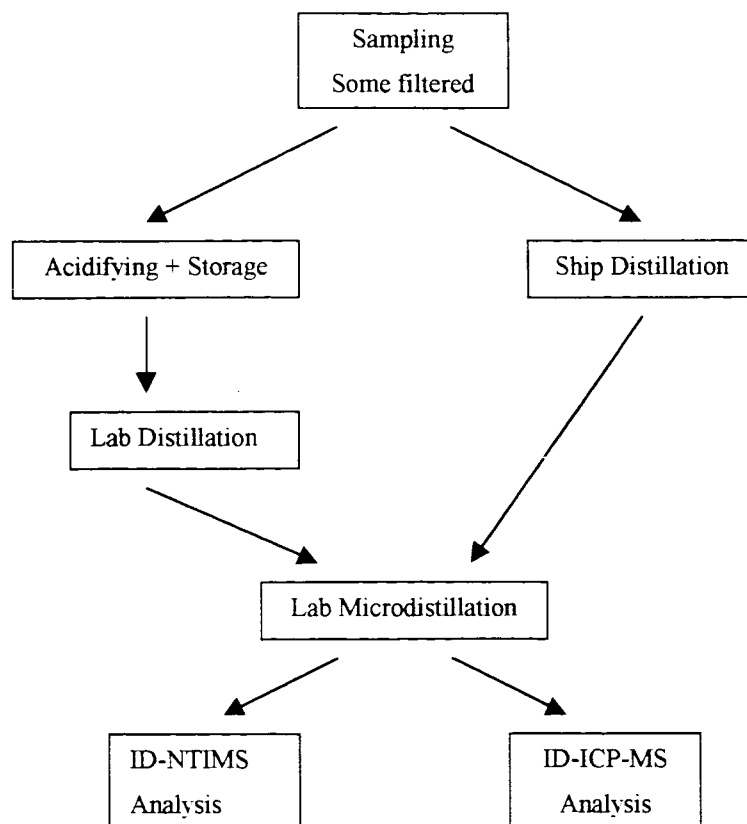 Sampling
Some filtered
Acidifying + Storage
Ship Distillation
Lab Distillation
Lab Microdistillation
ID-NTIMS
Analysis
ID-ICP-MS
Analysis